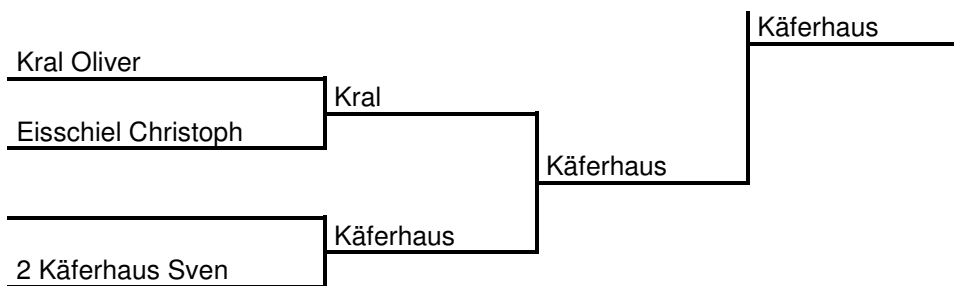 Käferhaus
Kral Oliver
Kral
Eisschiel Christoph
Käferhaus
Käferhaus
2 Käferhaus Sven